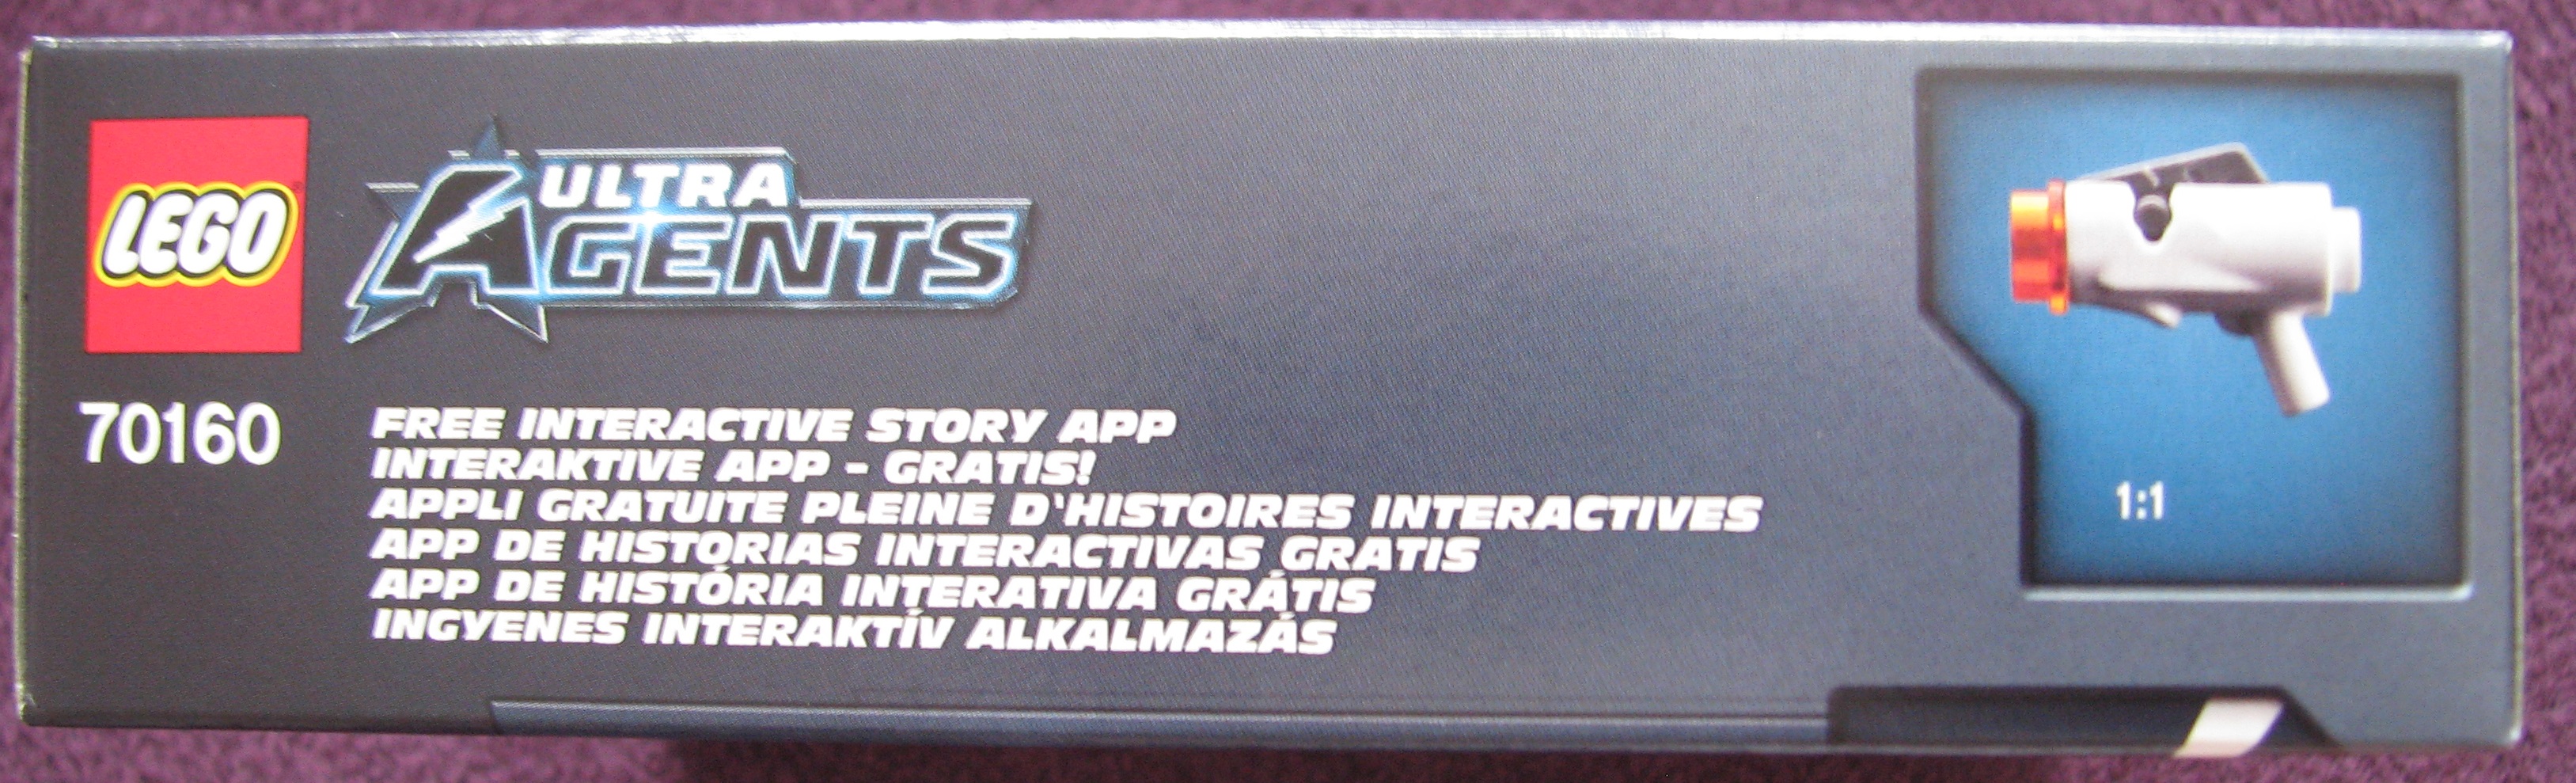 LEGO®
ULTRA
AGENTS
70160
FREE INTERACTIVE STORY APP
INTERAKTIVE APP - GRATIS!
APPLI GRATUITE PLEINE D'HISTOIRES INTERACTIVES
APP DE HISTORIAS INTERACTIVAS GRATIS
APP DE HISTÓRIA INTERATIVA GRÁTIS
INGYENES INTERAKTÍV ALKALMAZÁS
1:1